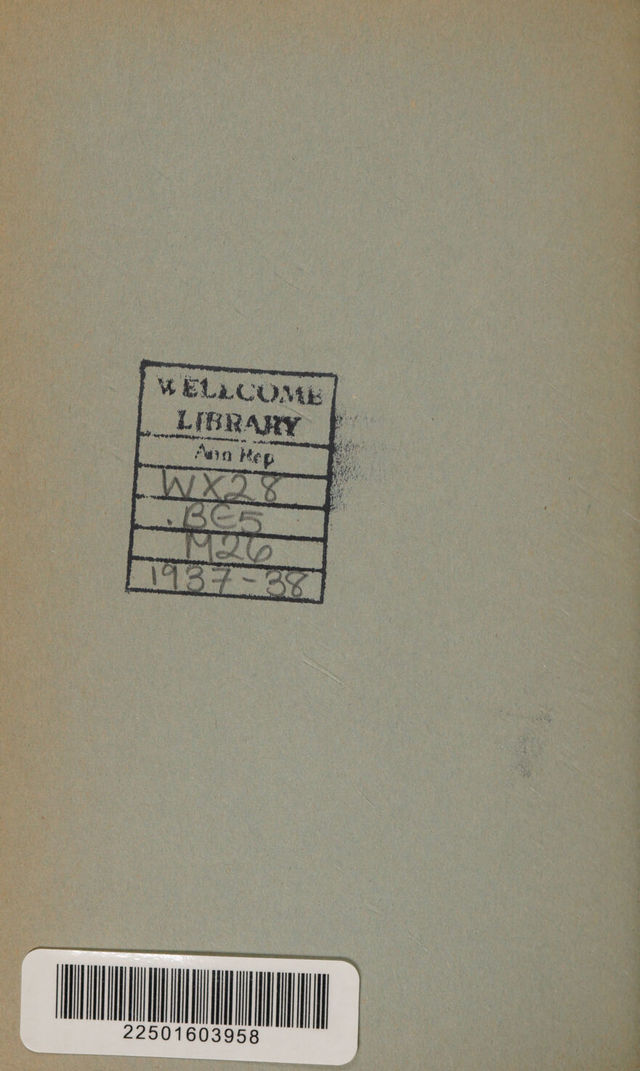 WELLCOME
LIBRARY
Ann Rep
WX28
.BE5
M26
1937-38
22501603958